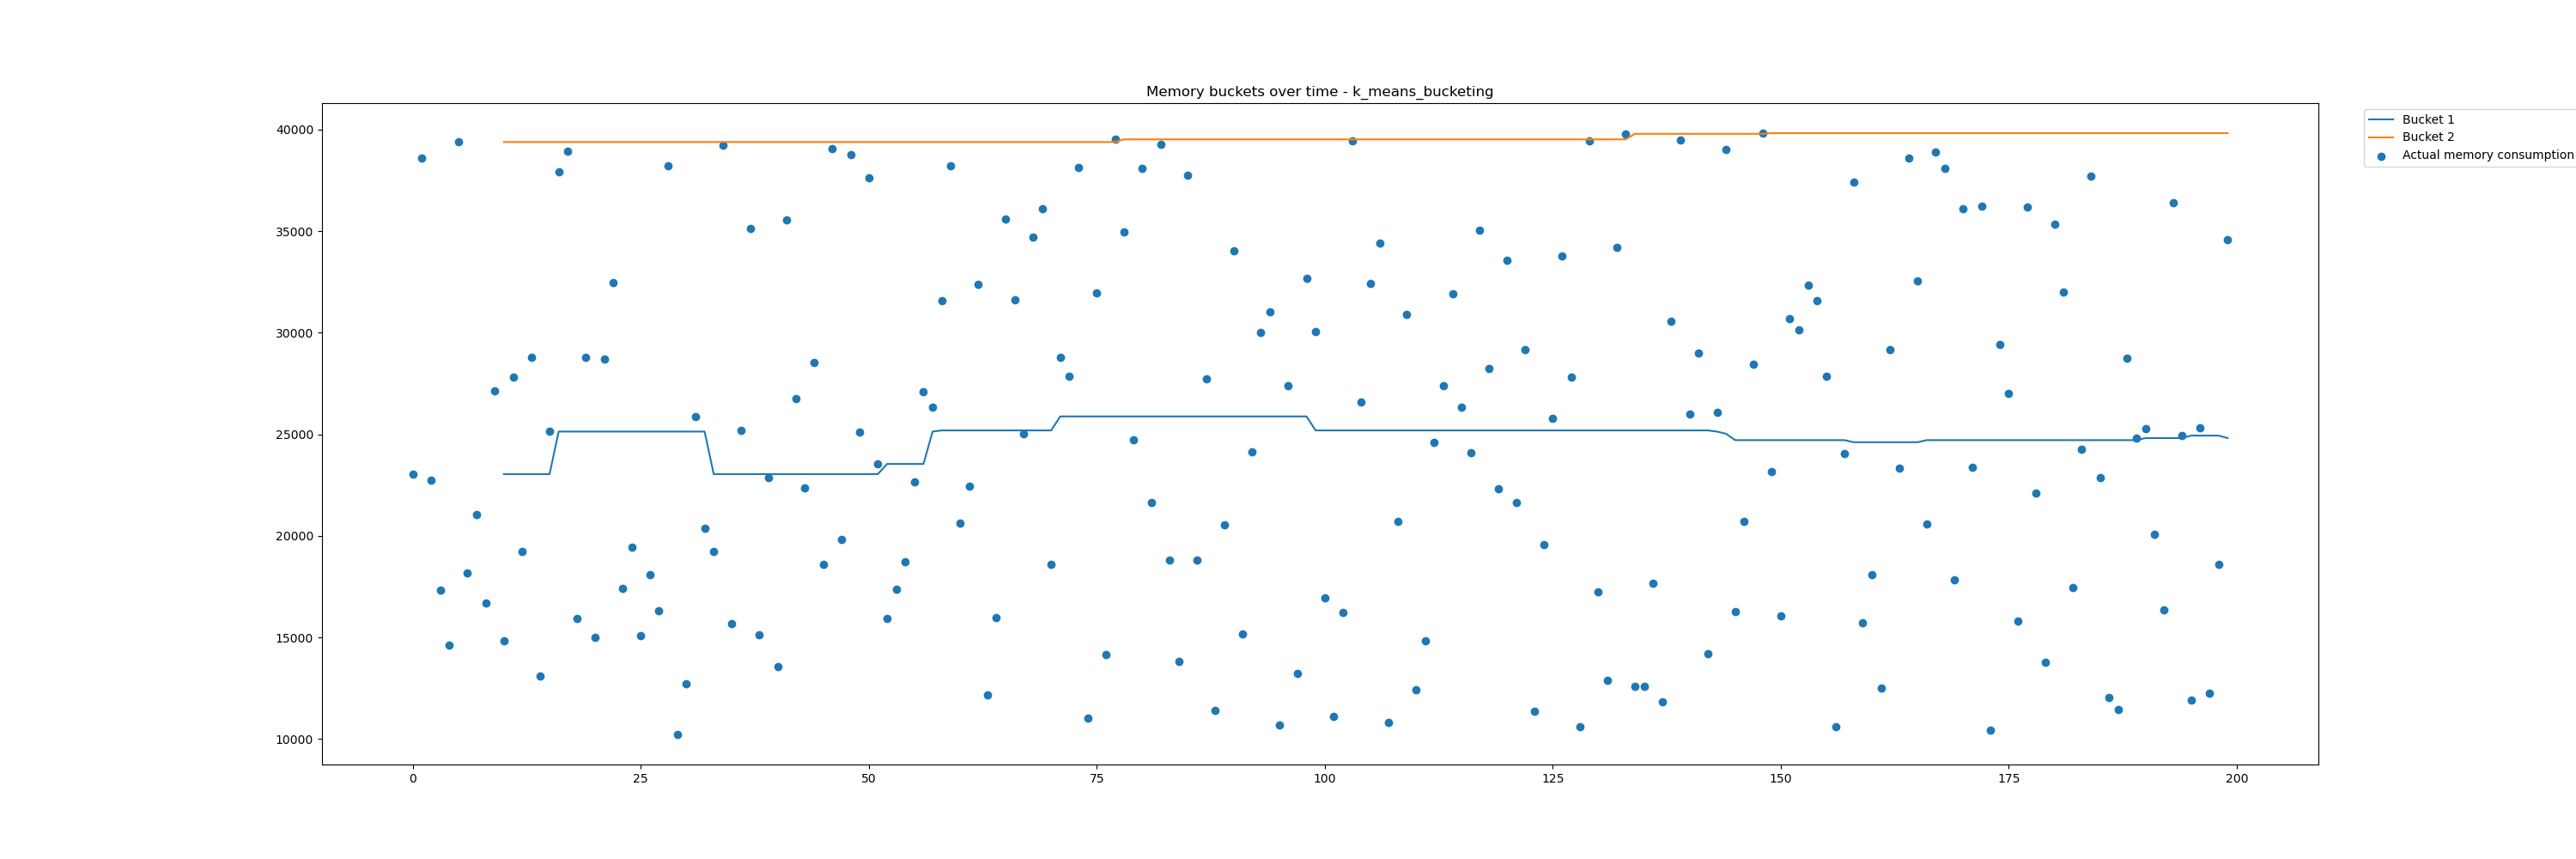 Memory buckets over time - k_means_bucketing
Bucket 1
Bucket 2
Actual memory consumption
40000
35000
30000
25000
20000
15000
10000
0 25 50 75 100 125 150 175 200